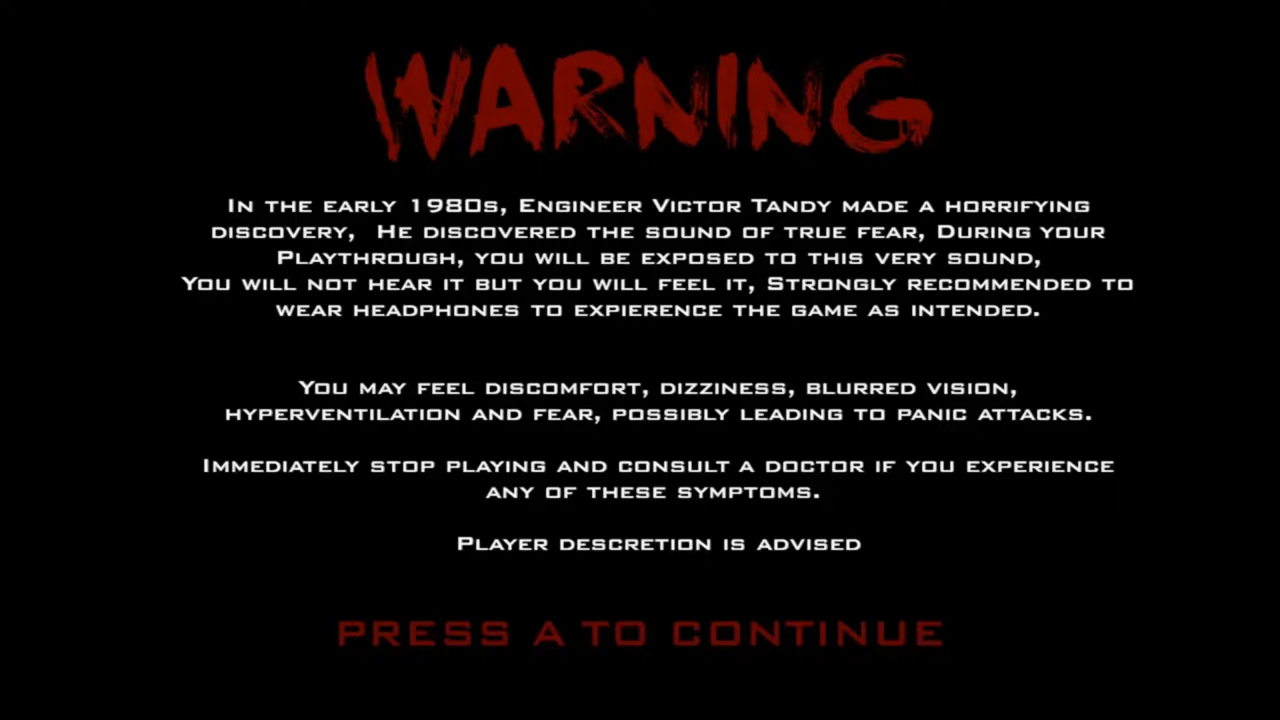 WARNING
In the early 1980s, Engineer Victor Tandy made a horrifying
discovery,  He discovered the sound of true fear, During your
Playthrough, you will be exposed to this very sound,
You will not hear it but you will feel it, Strongly recommended to
wear headphones to expierence the game as intended.
You may feel discomfort, dizziness, blurred vision,
hyperventilation and fear, possibly leading to panic attacks.
Immediately stop playing and consult a doctor if you experience
any of these symptoms.
Player descretion is advised
PRESS A TO CONTINUE